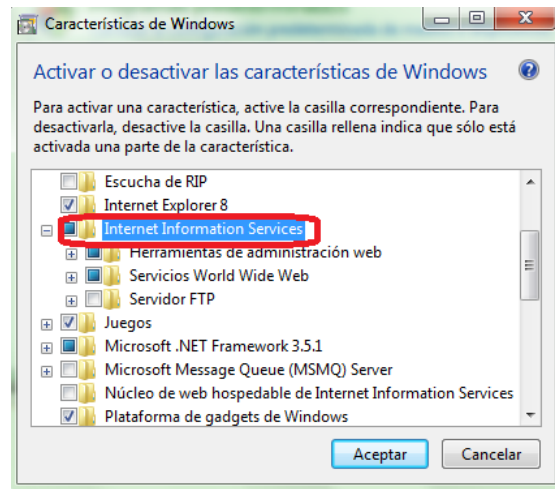 Características de Windows
Activar o desactivar las características de Windows
Para activar una característica, active la casilla correspondiente. Para
desactivarla, desactive la casilla. Una casilla rellena indica que sólo está
activada una parte de la característica.
Escucha de RIP
Internet Explorer 8
Internet Information Services
Herramientas de administración web
Servicios World Wide Web
Servidor FTP
Juegos
Microsoft .NET Framework 3.5.1
Microsoft Message Queue (MSMQ) Server
Núcleo de web hospedable de Internet Information Services
Plataforma de gadgets de Windows
Aceptar
Cancelar